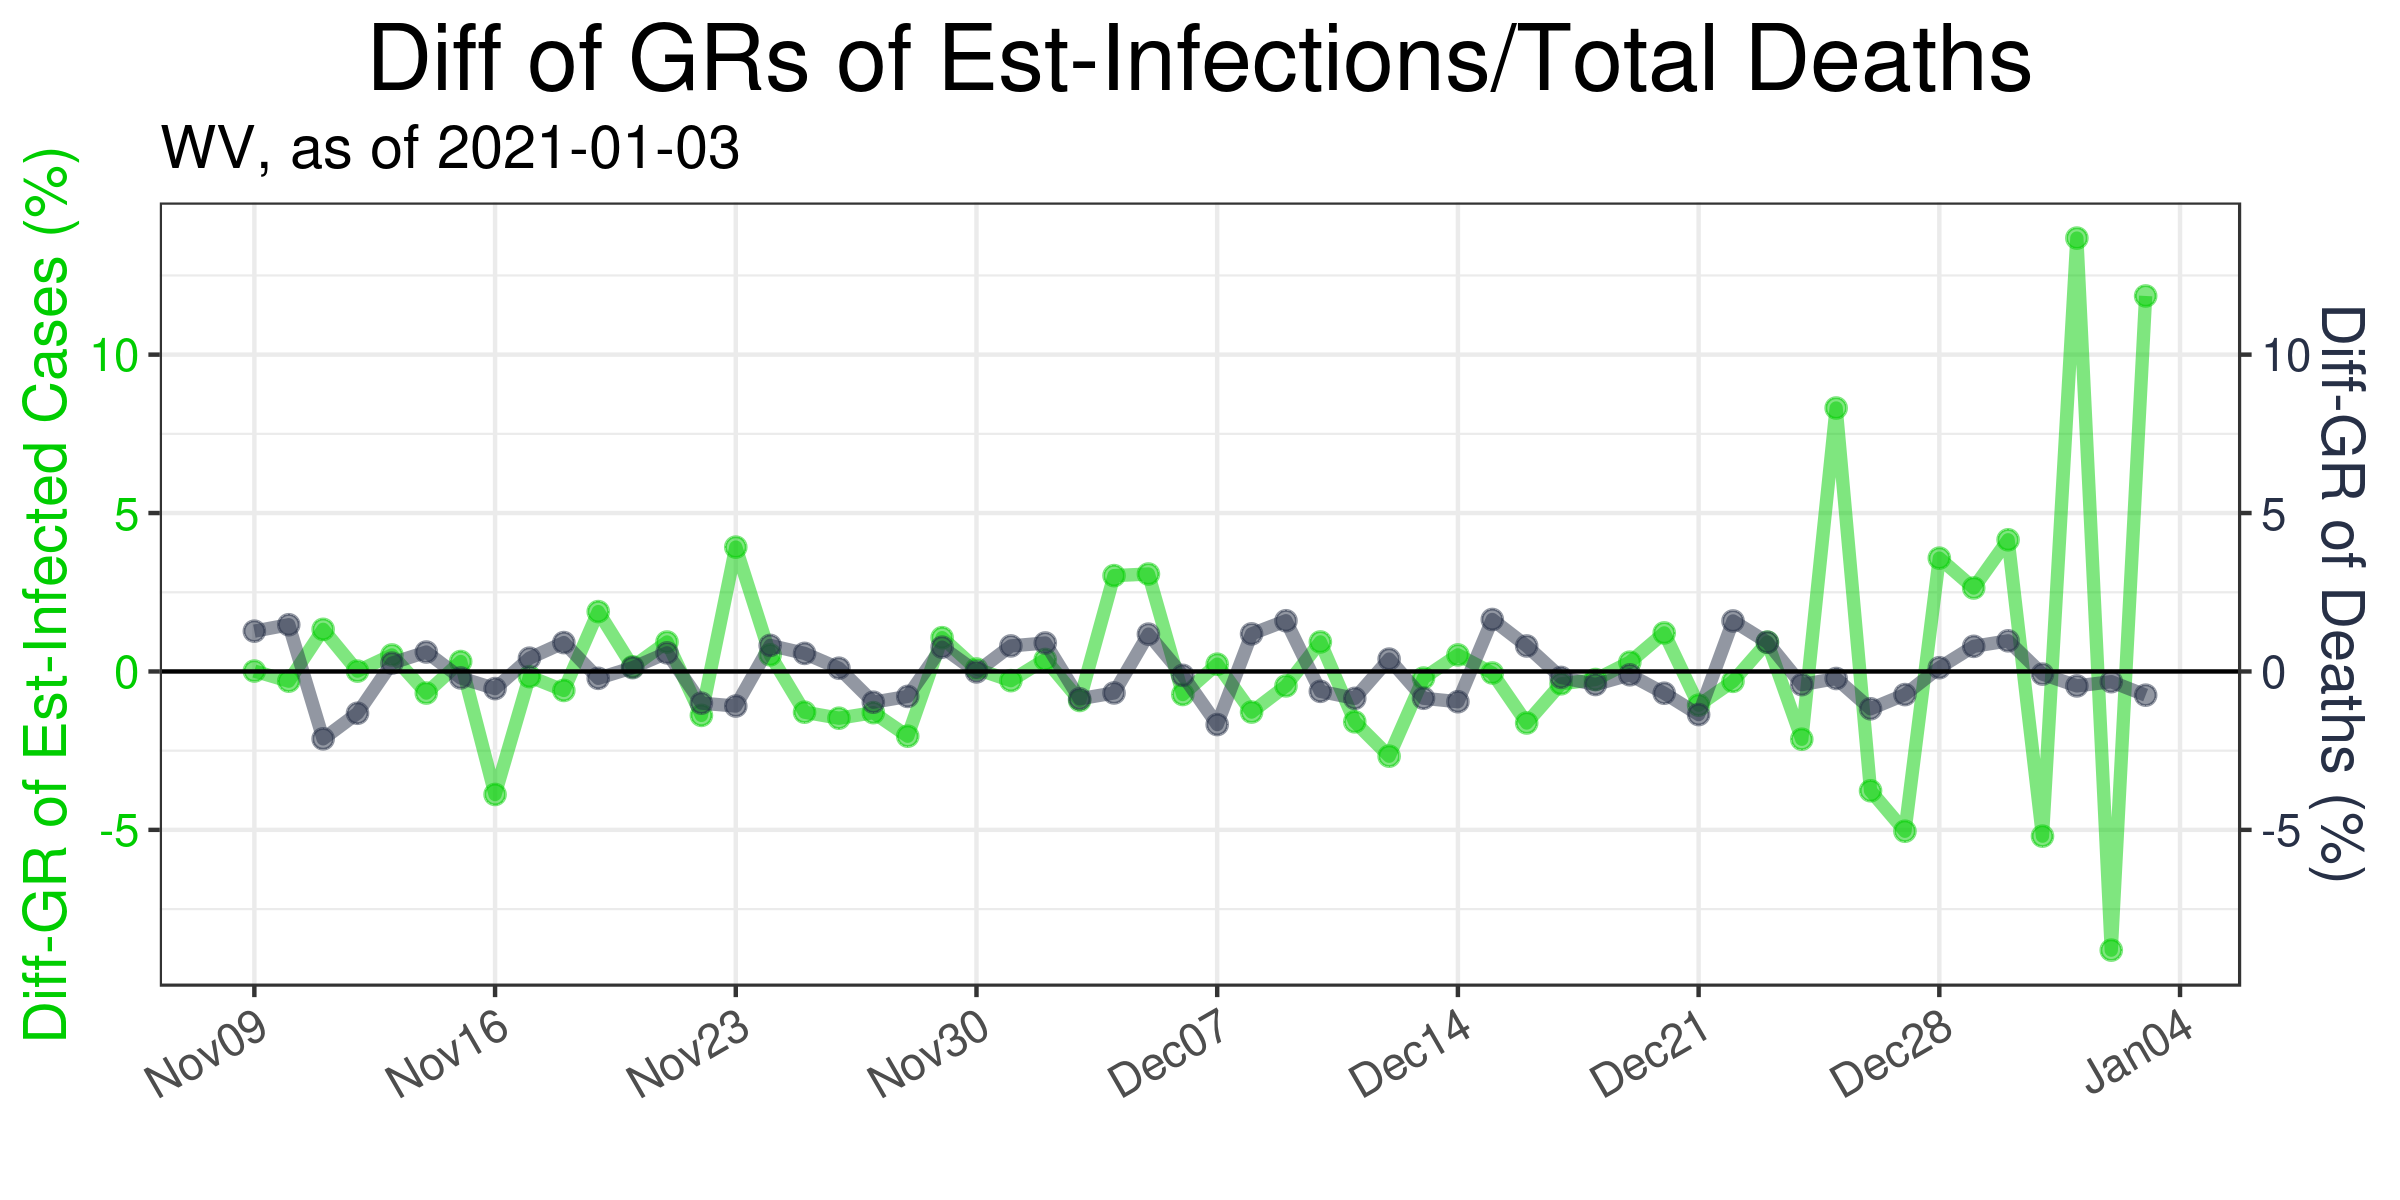 Diff of GRs of Est-Infections/Total Deaths
WV, as of 2021-01-03
Diff-GR of Est-Infected Cases (%)
10
5
0
-5
10
5
0
-5
Diff-GR of Deaths (%)
Nov09
Nov16
Nov23
Nov30
Dec07
Dec14
Dec21
Dec28
Jan04